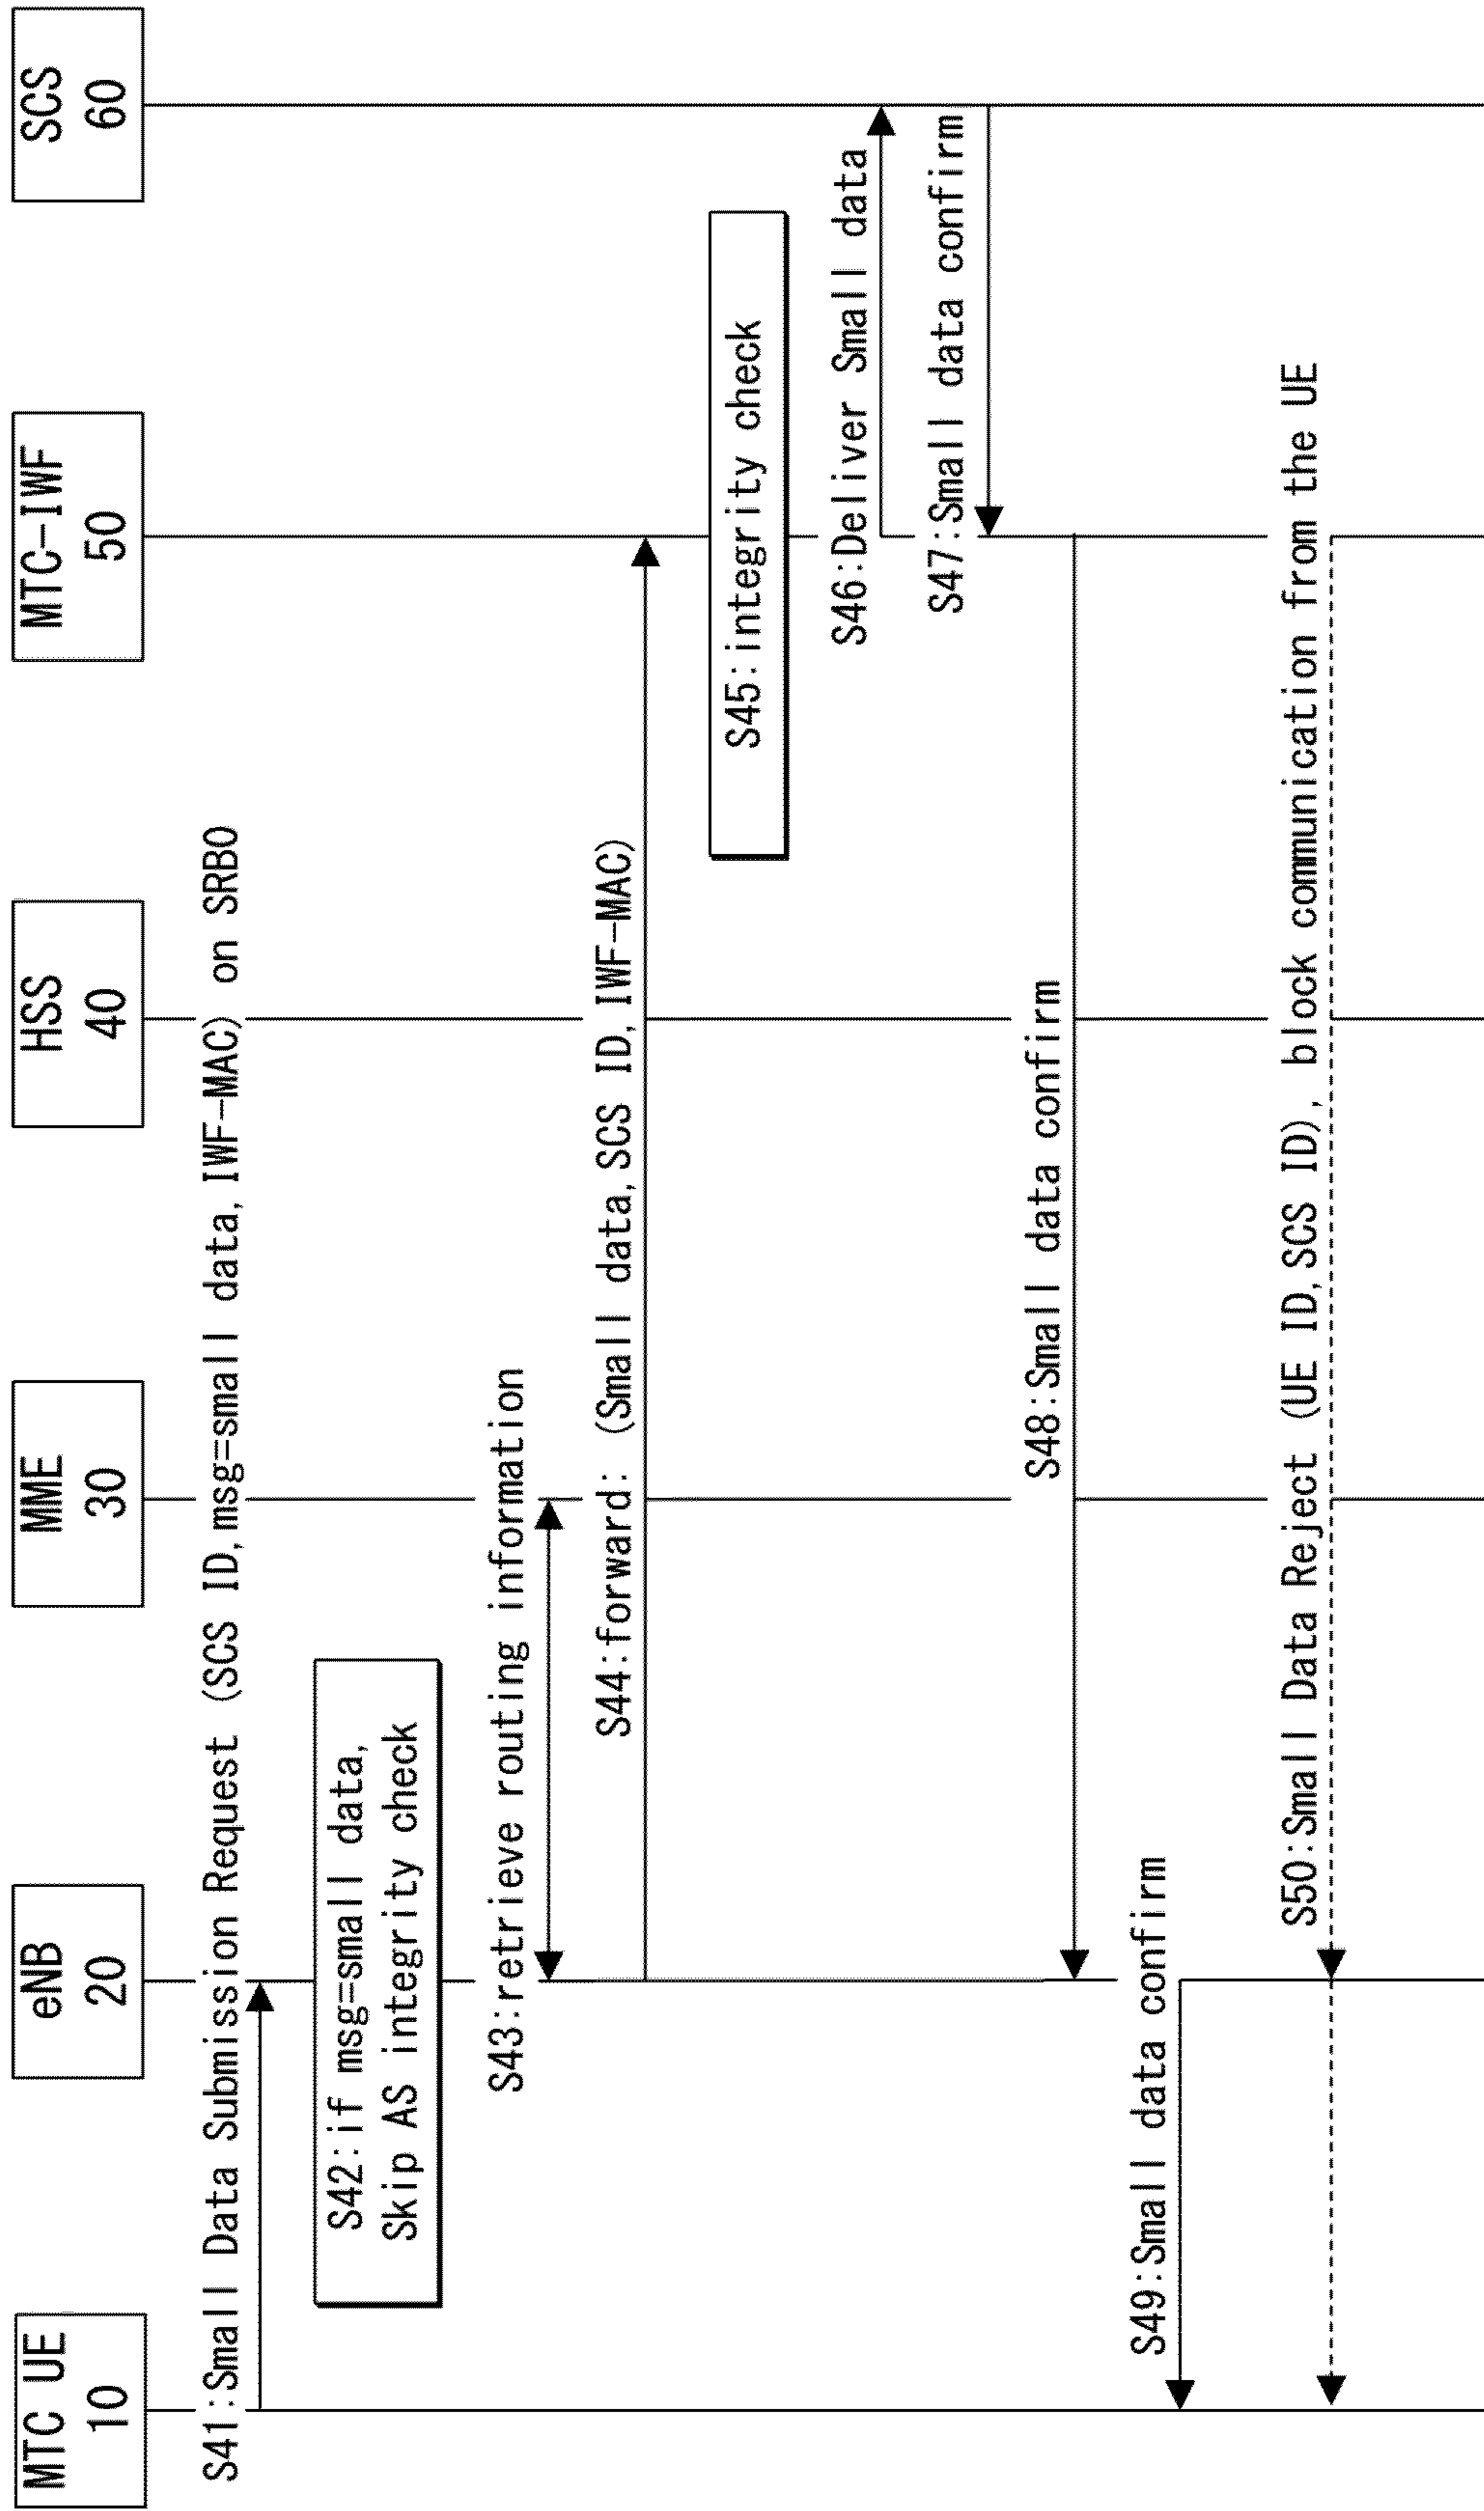 MTC UE
10
eNB
20
MME
30
HSS
40
MTC-IWF
50
SCS
60
S41:Small Data Submission Request (SCS ID,msg=small data,IWF-MAC) on SRB0
S42:if msg=small data,
Skip AS integrity check
S43:retrieve routing information
S44:forward: (Small data,SCS ID,IWF-MAC)
S45:integrity check
S46:Deliver Small data
S47:Small data confirm
S48:Small data confirm
S49:Small data confirm
S50:Small Data Reject (UE ID,SCS ID), block communication from the UE